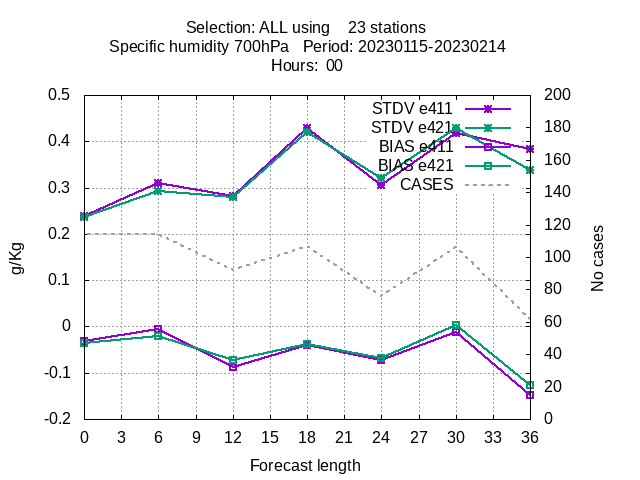 Selection: ALL using 23 stations
Specific humidity 700hPa Period: 20230115-20230214
Hours: 00
STDV e411
STDV e421
BIAS e411
BIAS e421
CASES
0.5
0.4
0.3
0.2
0.1
0
-0.1
-0.2
g/Kg
200
180
160
140
120
100
80
60
40
20
0
No cases
0 3 6 9 12 15 18 21 24 27 30 33 36
Forecast length